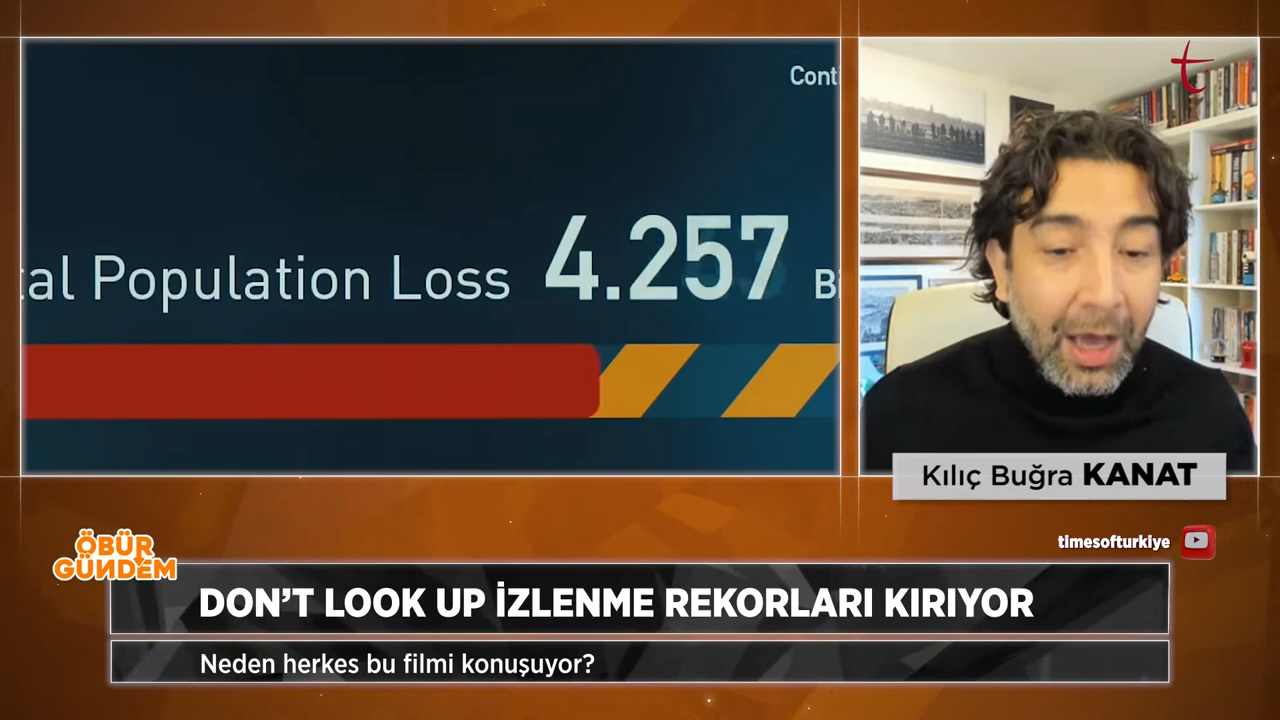 Cont
tal Population Loss 4.257 B
t
Kılıç Buğra KANAT
timesofturkiye
ÖBÜR
GÜNDEM
DON'T LOOK UP İZLENME REKORLARI KIRIYOR
Neden herkes bu filmi konuşuyor?